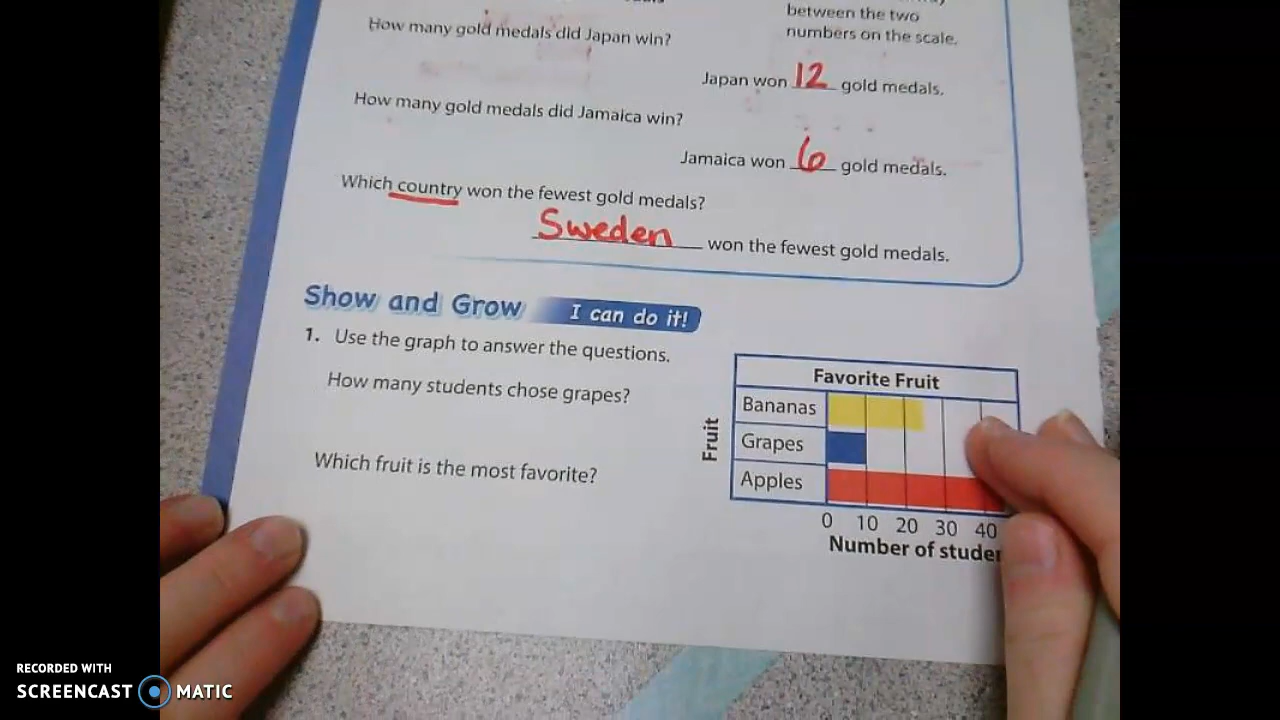 between the two
How many gold medals did Japan win?
numbers on the scale.
Japan won 12 gold medals.
How many gold medals did Jamaica win?
Jamaica won 6 gold medals.
Which country won the fewest gold medals?
Sweden won the fewest gold medals.
Show and Grow I can do it!
1. Use the graph to answer the questions.
How many students chose grapes?
Which fruit is the most favorite?
Favorite Fruit
Fruit
Bananas
Grapes
Apples
0 10 20 30 40
Number of
RECORDED WITH
SCREENCAST MATIC